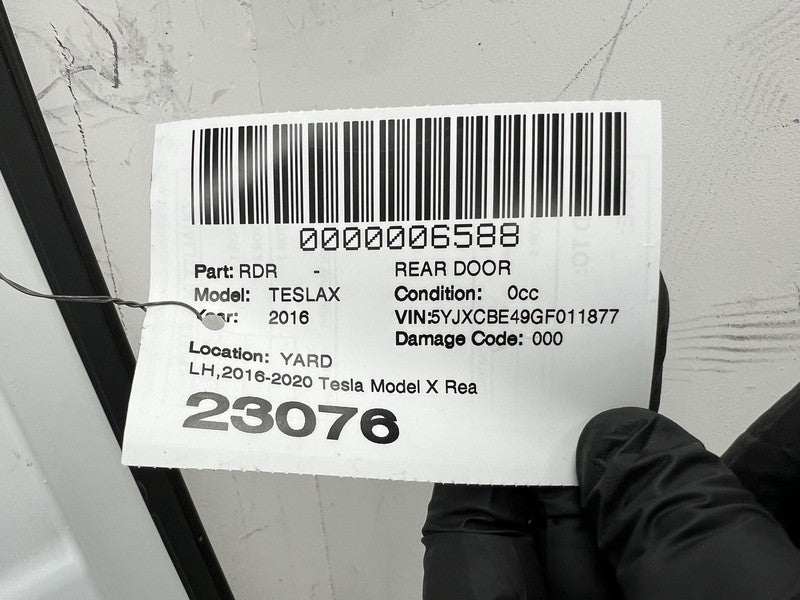 0000006588
Part: RDR - REAR DOOR
Model: TESLAX Condition: 0cc
Year: 2016 VIN:5YJXCBE49GF011877
Damage Code: 000
Location: YARD
LH,2016-2020 Tesla Model X Rea
23076